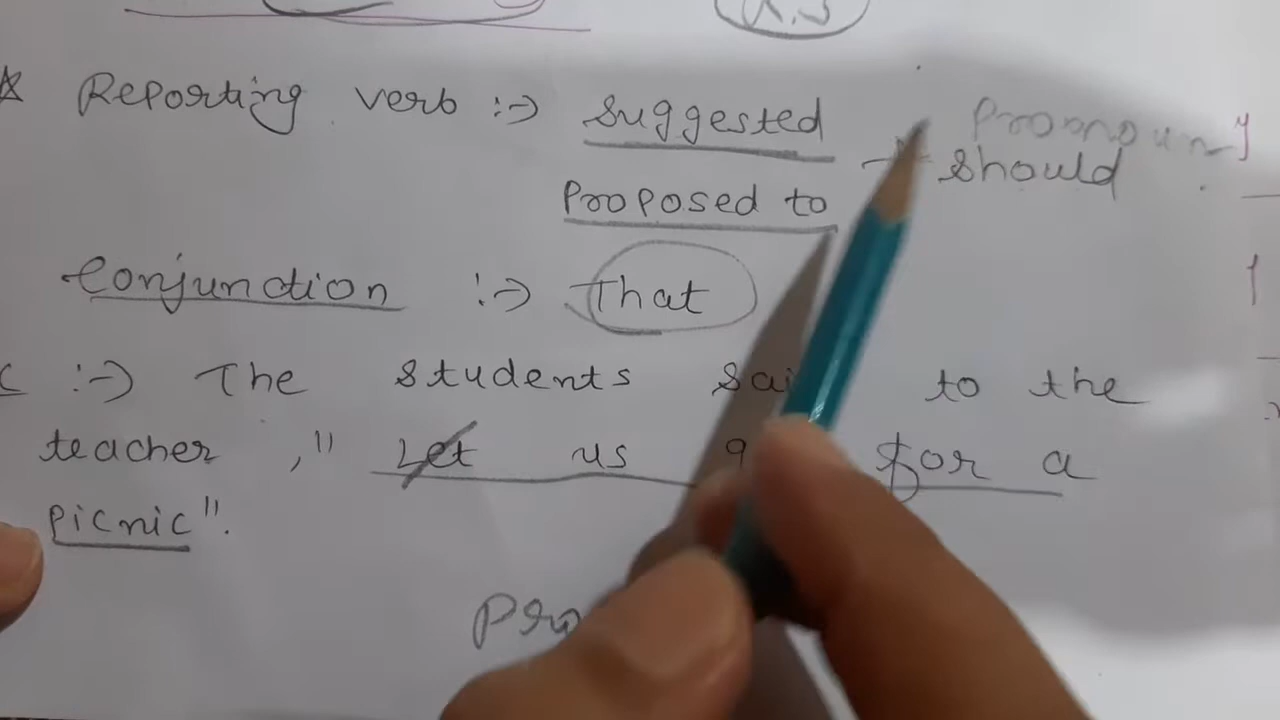 Reporting verb :-> Suggested
Pronoun
Proposed to
+ should
Conjunction :-> That
:-) The students to the
teacher ," Let us for a
Picnic".